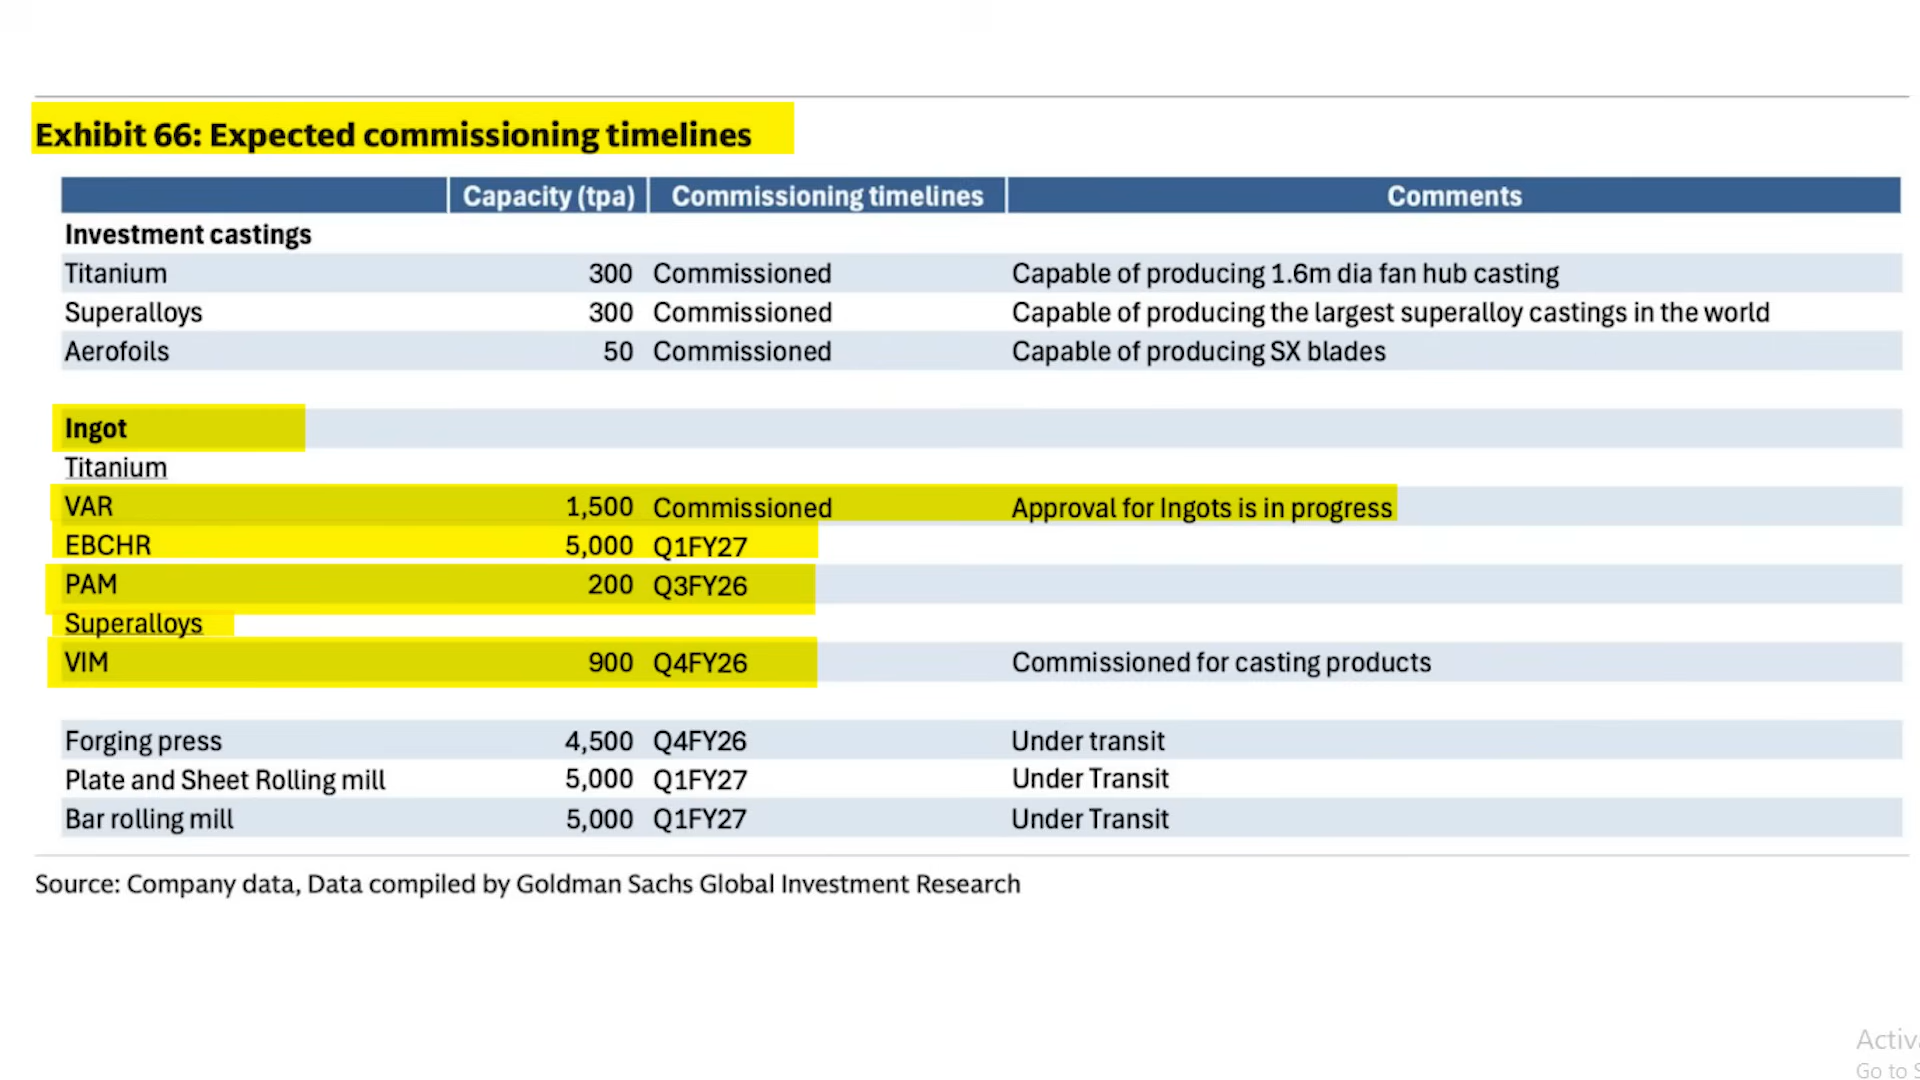 Exhibit 66: Expected commissioning timelines
Capacity (tpa) Commissioning timelines Comments
Investment castings
Titanium 300 Commissioned Capable of producing 1.6m dia fan hub casting
Superalloys 300 Commissioned Capable of producing the largest superalloy castings in the world
Aerofoils 50 Commissioned Capable of producing SX blades
Ingot
Titanium
VAR 1,500 Commissioned Approval for Ingots is in progress
EBCHR 5,000 Q1FY27
PAM 200 Q3FY26
Superalloys
VIM 900 Q4FY26 Commissioned for casting products
Forging press 4,500 Q4FY26 Under transit
Plate and Sheet Rolling mill 5,000 Q1FY27 Under Transit
Bar rolling mill 5,000 Q1FY27 Under Transit
Source: Company data, Data compiled by Goldman Sachs Global Investment Research
Go to